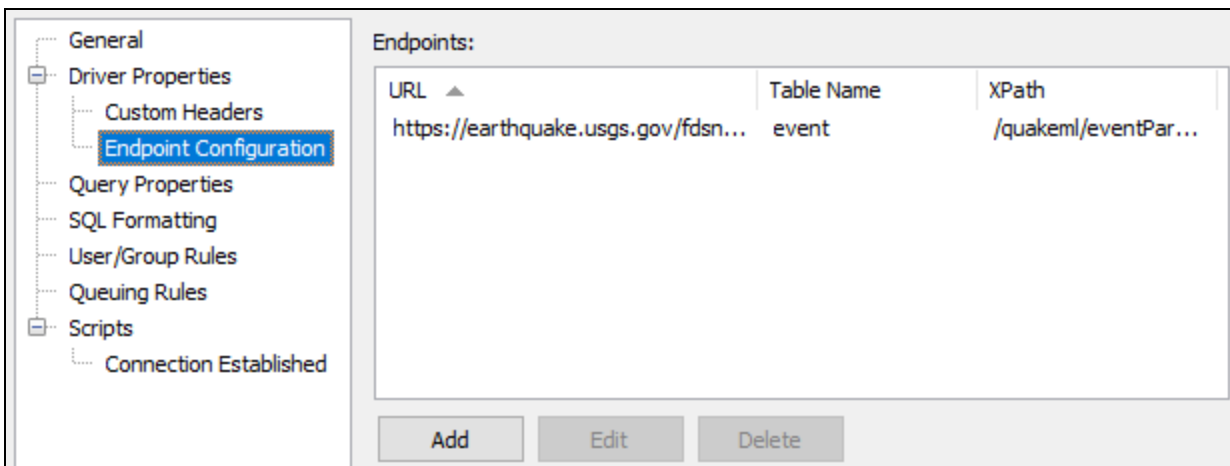 General
Driver Properties
Custom Headers
Endpoint Configuration
Query Properties
SQL Formatting
User/Group Rules
Queuing Rules
Scripts
Connection Established
Endpoints:
URL Table Name XPath
https://earthquake.usgs.gov/fdsn... event /quakeml/eventPar...
Add Edit Delete